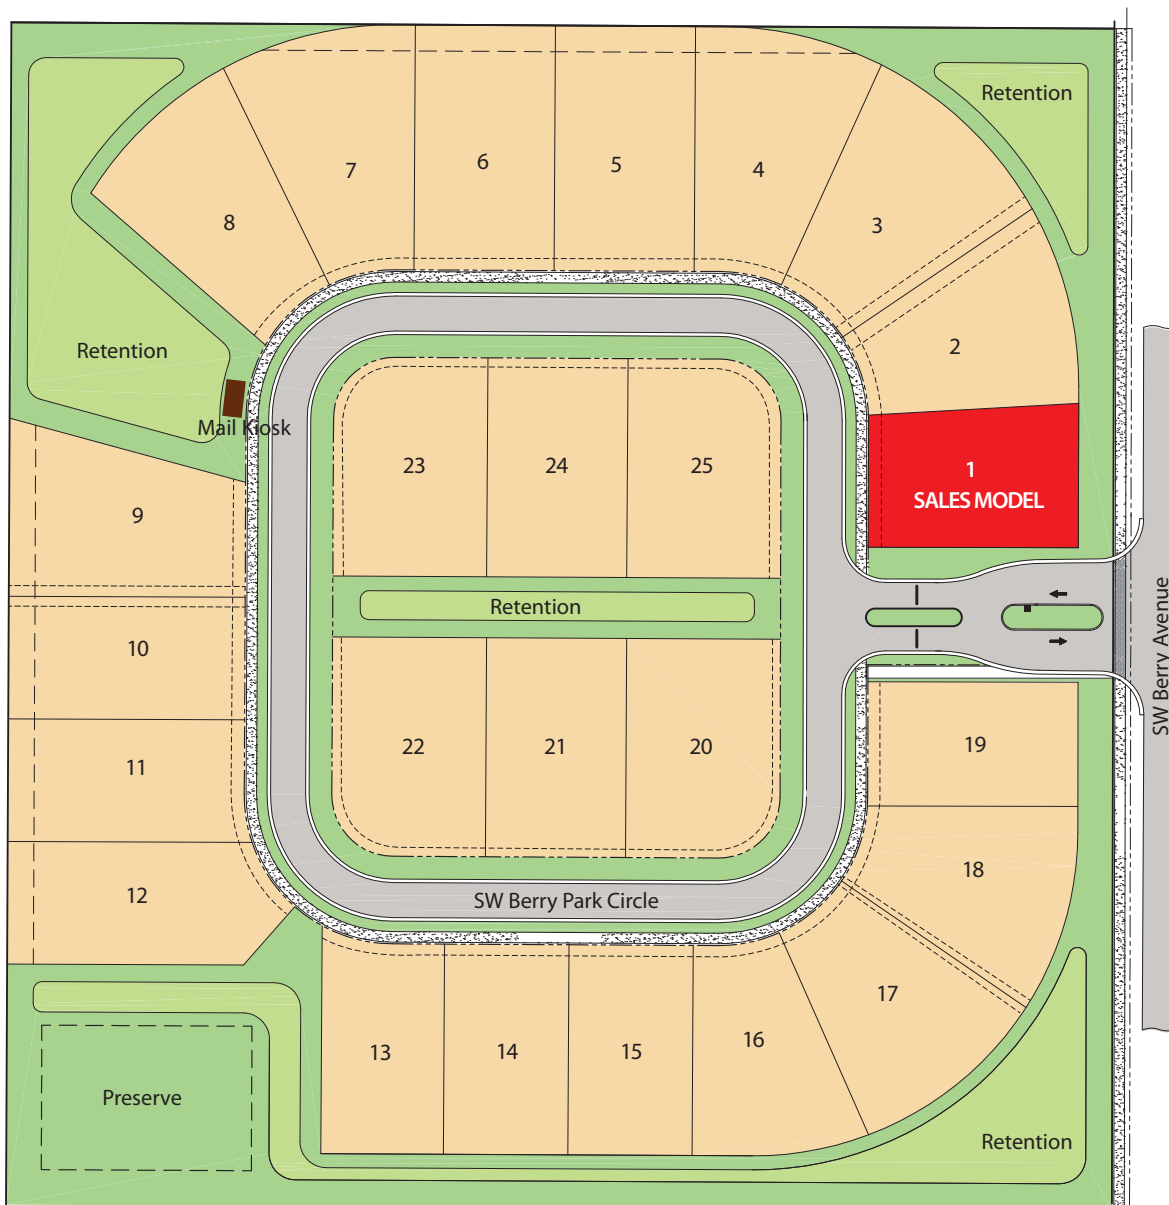 Retention
7
6
5
4
8
3
Retention
2
Mail Kiosk
23
24
25
1
SALES MODEL
9
Retention
10
SW Berry Avenue
22
21
20
19
11
18
12
SW Berry Park Circle
17
13
14
15
16
Preserve
Retention